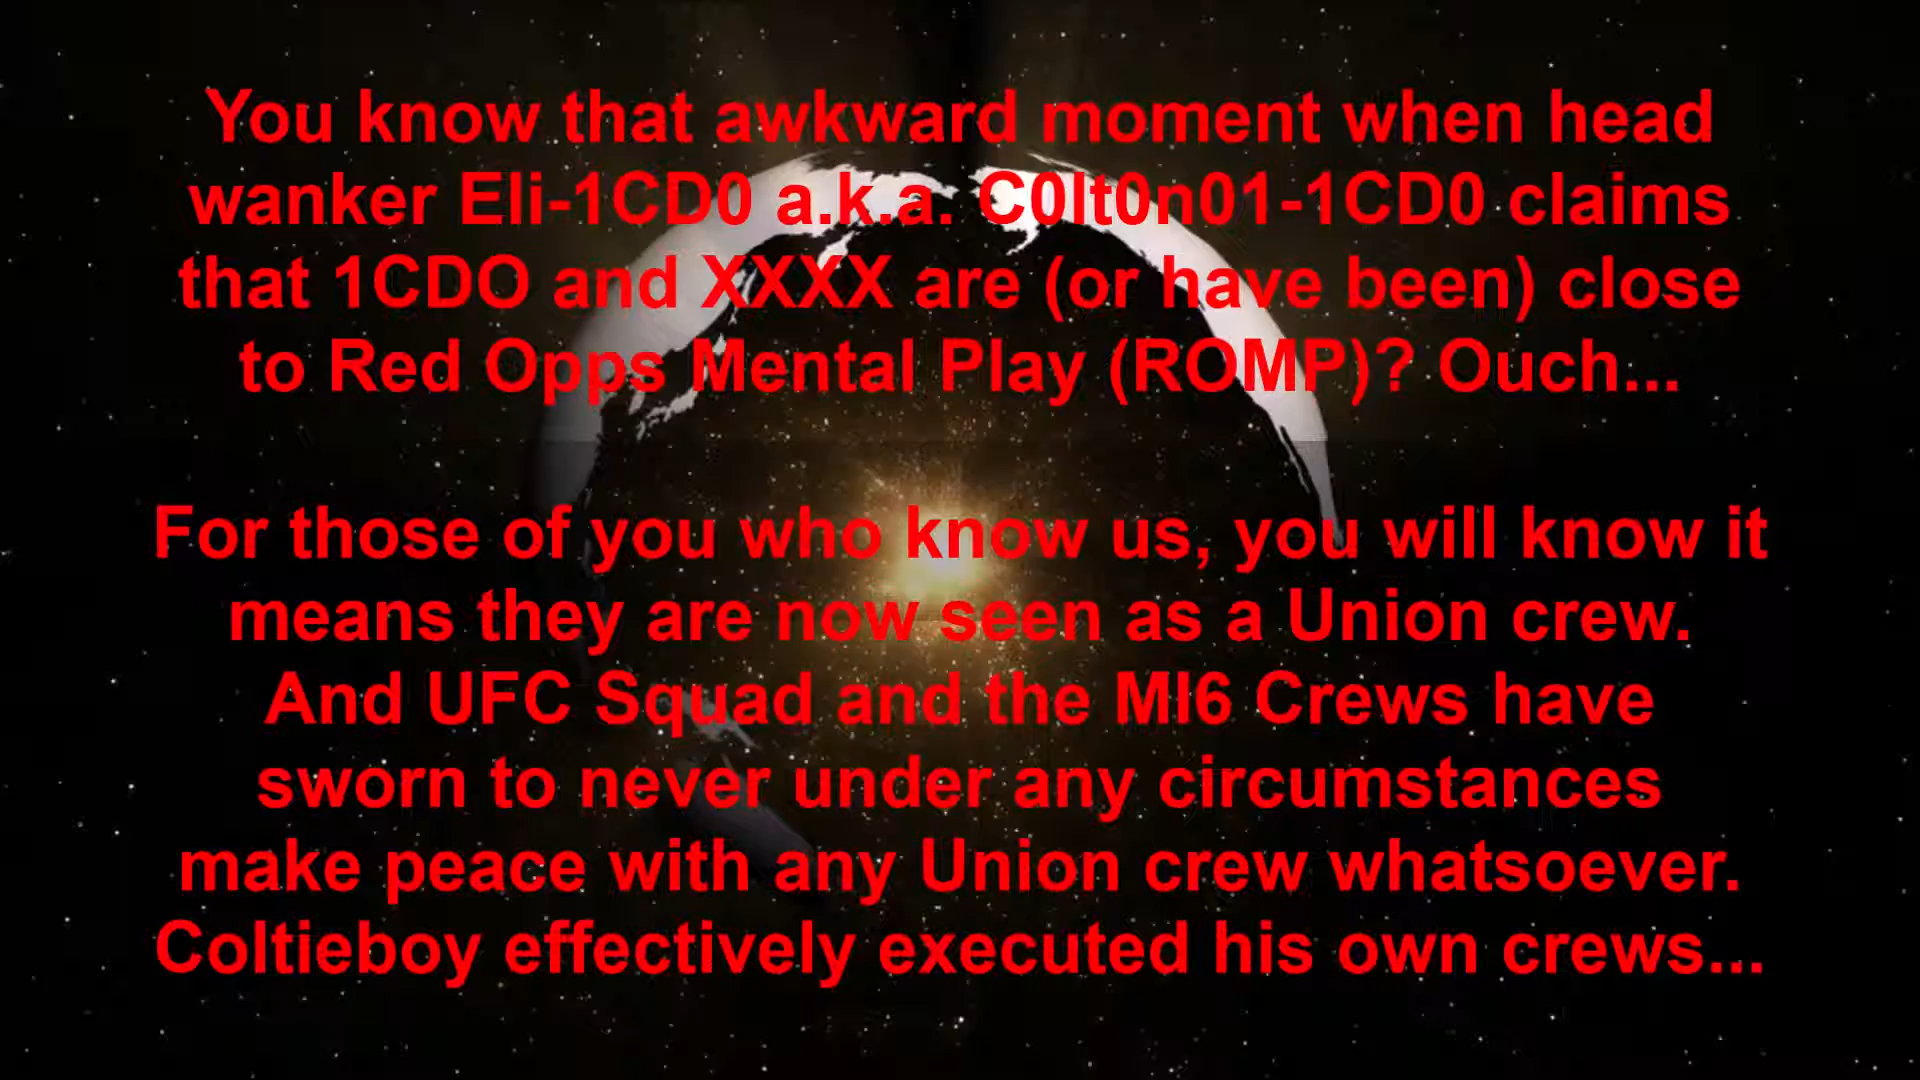 You know that awkward moment when head
wanker Eli-1CD0 a.k.a. C0lt0n01-1CD0 claims
that 1CDO and XXXX are (or have been) close
to Red Opps Mental Play (ROMP)? Ouch...
For those of you who know us, you will know it
means they are now seen as a Union crew.
And UFC Squad and the MI6 Crews have
sworn to never under any circumstances
make peace with any Union crew whatsoever.
Coltieboy effectively executed his own crews...